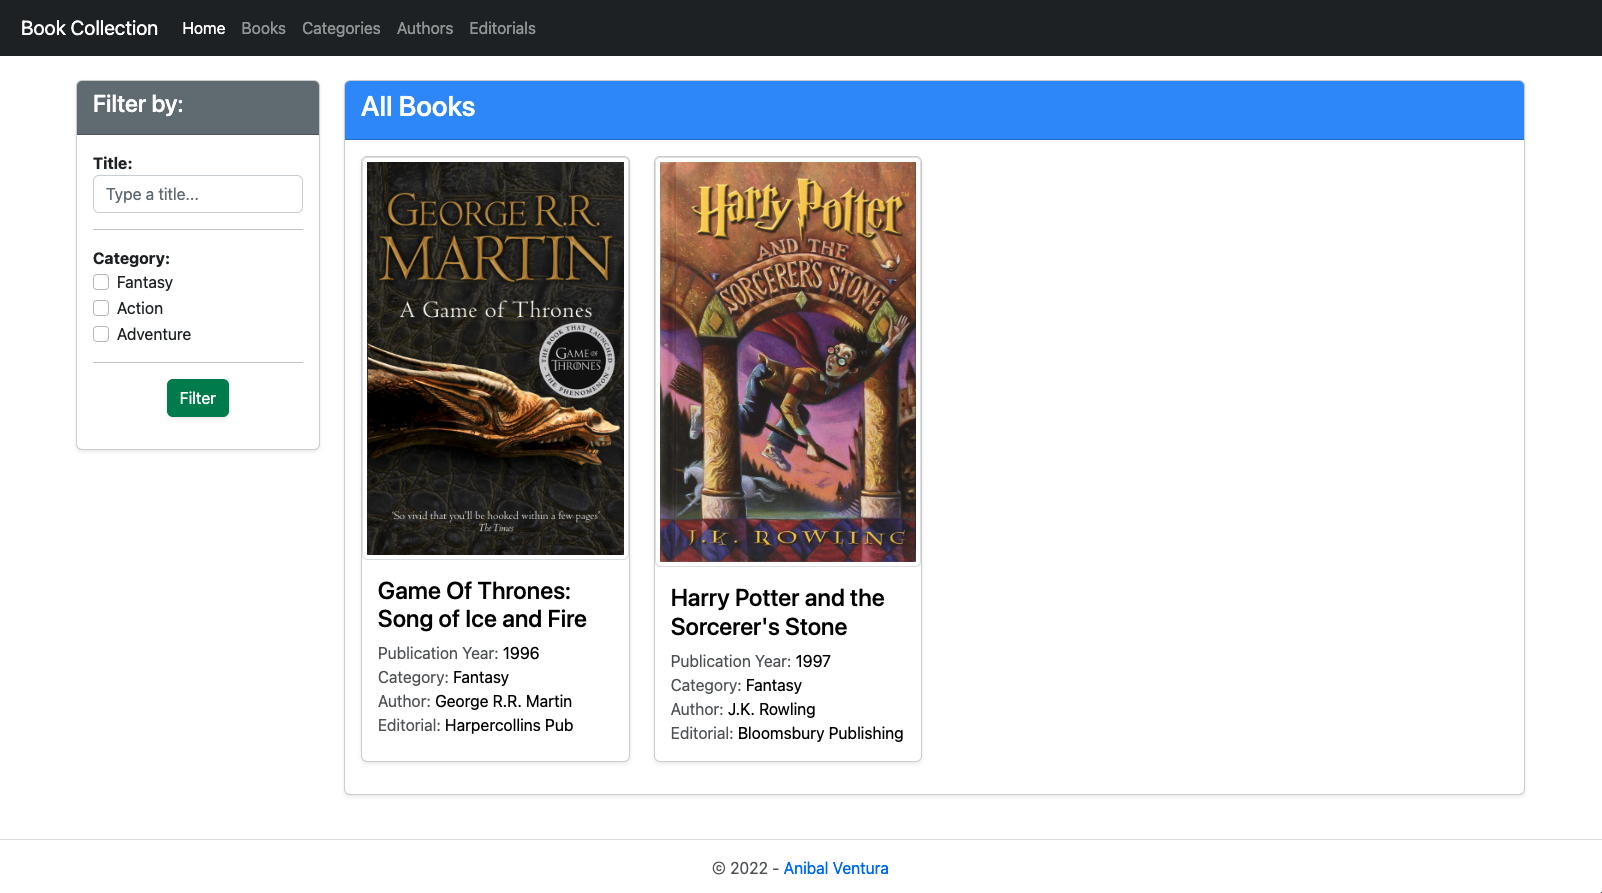 Book Collection Home Books Categories Authors Editorials
Filter by:
Title:
Type a title...
Category:
Fantasy
Action
Adventure
Filter
All Books
GEORGE R.R.
MARTIN
A Game of Thrones
THE BOOK THAT LAUNCHED
GAME OF
THRONES
THE PHENOMENON
'So vivid that you'll be hooked within a few pages'
The Times
Game Of Thrones:
Song of Ice and Fire
Publication Year: 1996
Category: Fantasy
Author: George R.R. Martin
Editorial: Harpercollins Pub
Harry Potter™
AND THE
SORCERER'S STONE
J.K. ROWLING
Harry Potter and the
Sorcerer's Stone
Publication Year: 1997
Category: Fantasy
Author: J.K. Rowling
Editorial: Bloomsbury Publishing
© 2022 - Anibal Ventura